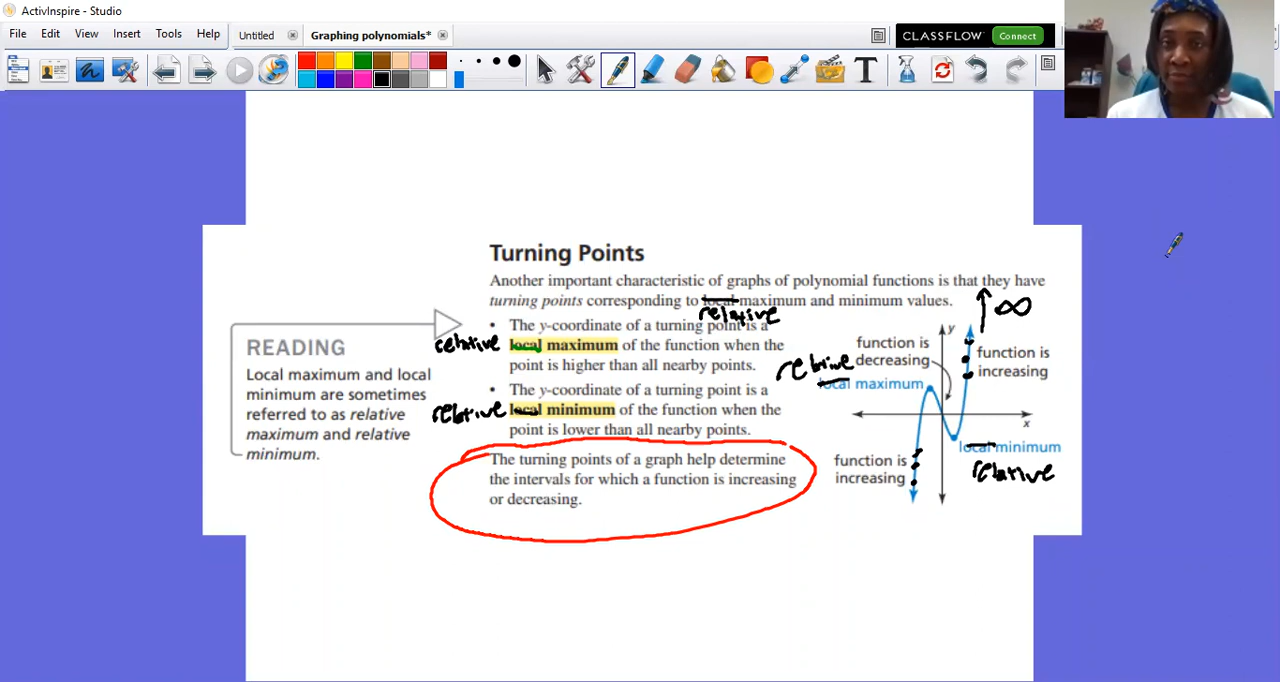 ActivInspire - Studio
File Edit View Insert Tools Help
Untitled
Graphing polynomials*
CLASSFLOW Connect
T
Turning Points
Another important characteristic of graphs of polynomial functions is that they have
turning points corresponding to local maximum and minimum values.
relative
• The y-coordinate of a turning point is a
relative local maximum of the function when the
point is higher than all nearby points.
• The y-coordinate of a turning point is a
relative local minimum of the function when the
point is lower than all nearby points.
The turning points of a graph help determine
the intervals for which a function is increasing
or decreasing.
READING
Local maximum and local
minimum are sometimes
referred to as relative
maximum and relative
minimum.
∞
y
function is
decreasing
function is
increasing
relative
local maximum
x
local minimum
relative
function is
increasing